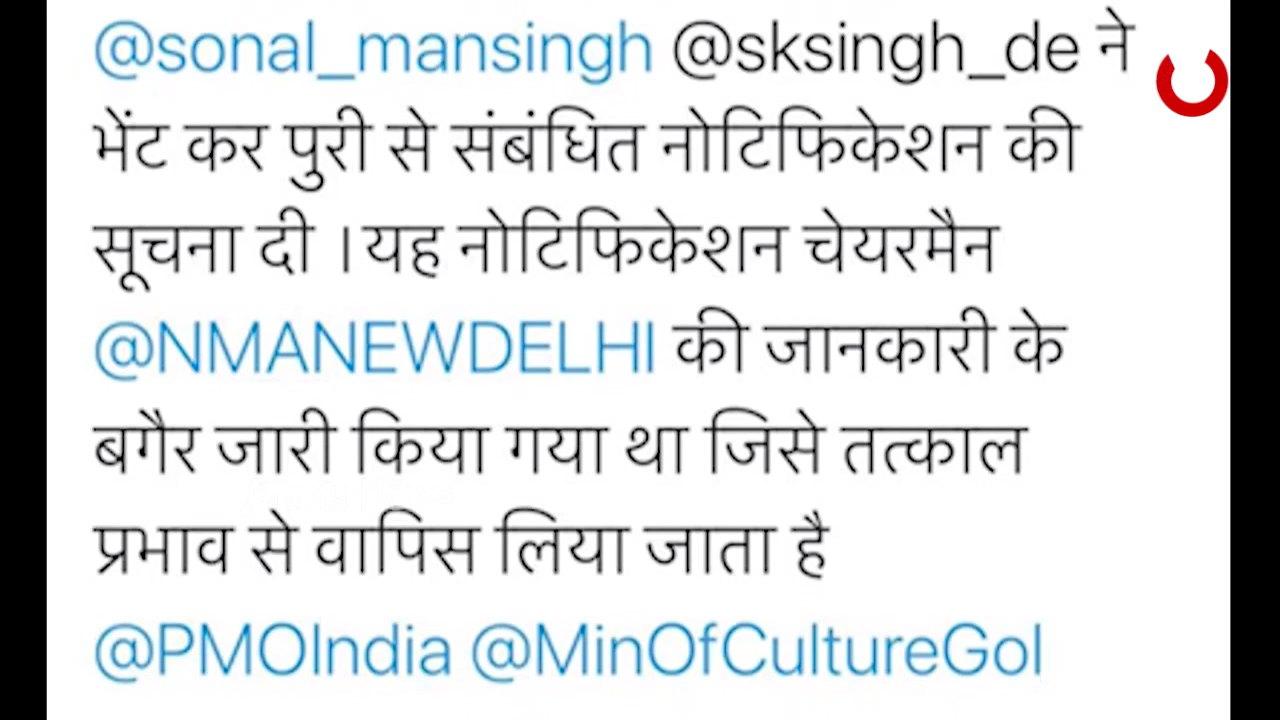 @sonal_mansingh @sksingh_de ने
भेंट कर पुरी से संबंधित नोटिफिकेशन की
सूचना दी ।यह नोटिफिकेशन चेयरमैन
@NMANEWDELHI की जानकारी के
बगैर जारी किया गया था जिसे तत्काल
प्रभाव से वापिस लिया जाता है
@PMOIndia @MinOfCultureGoI